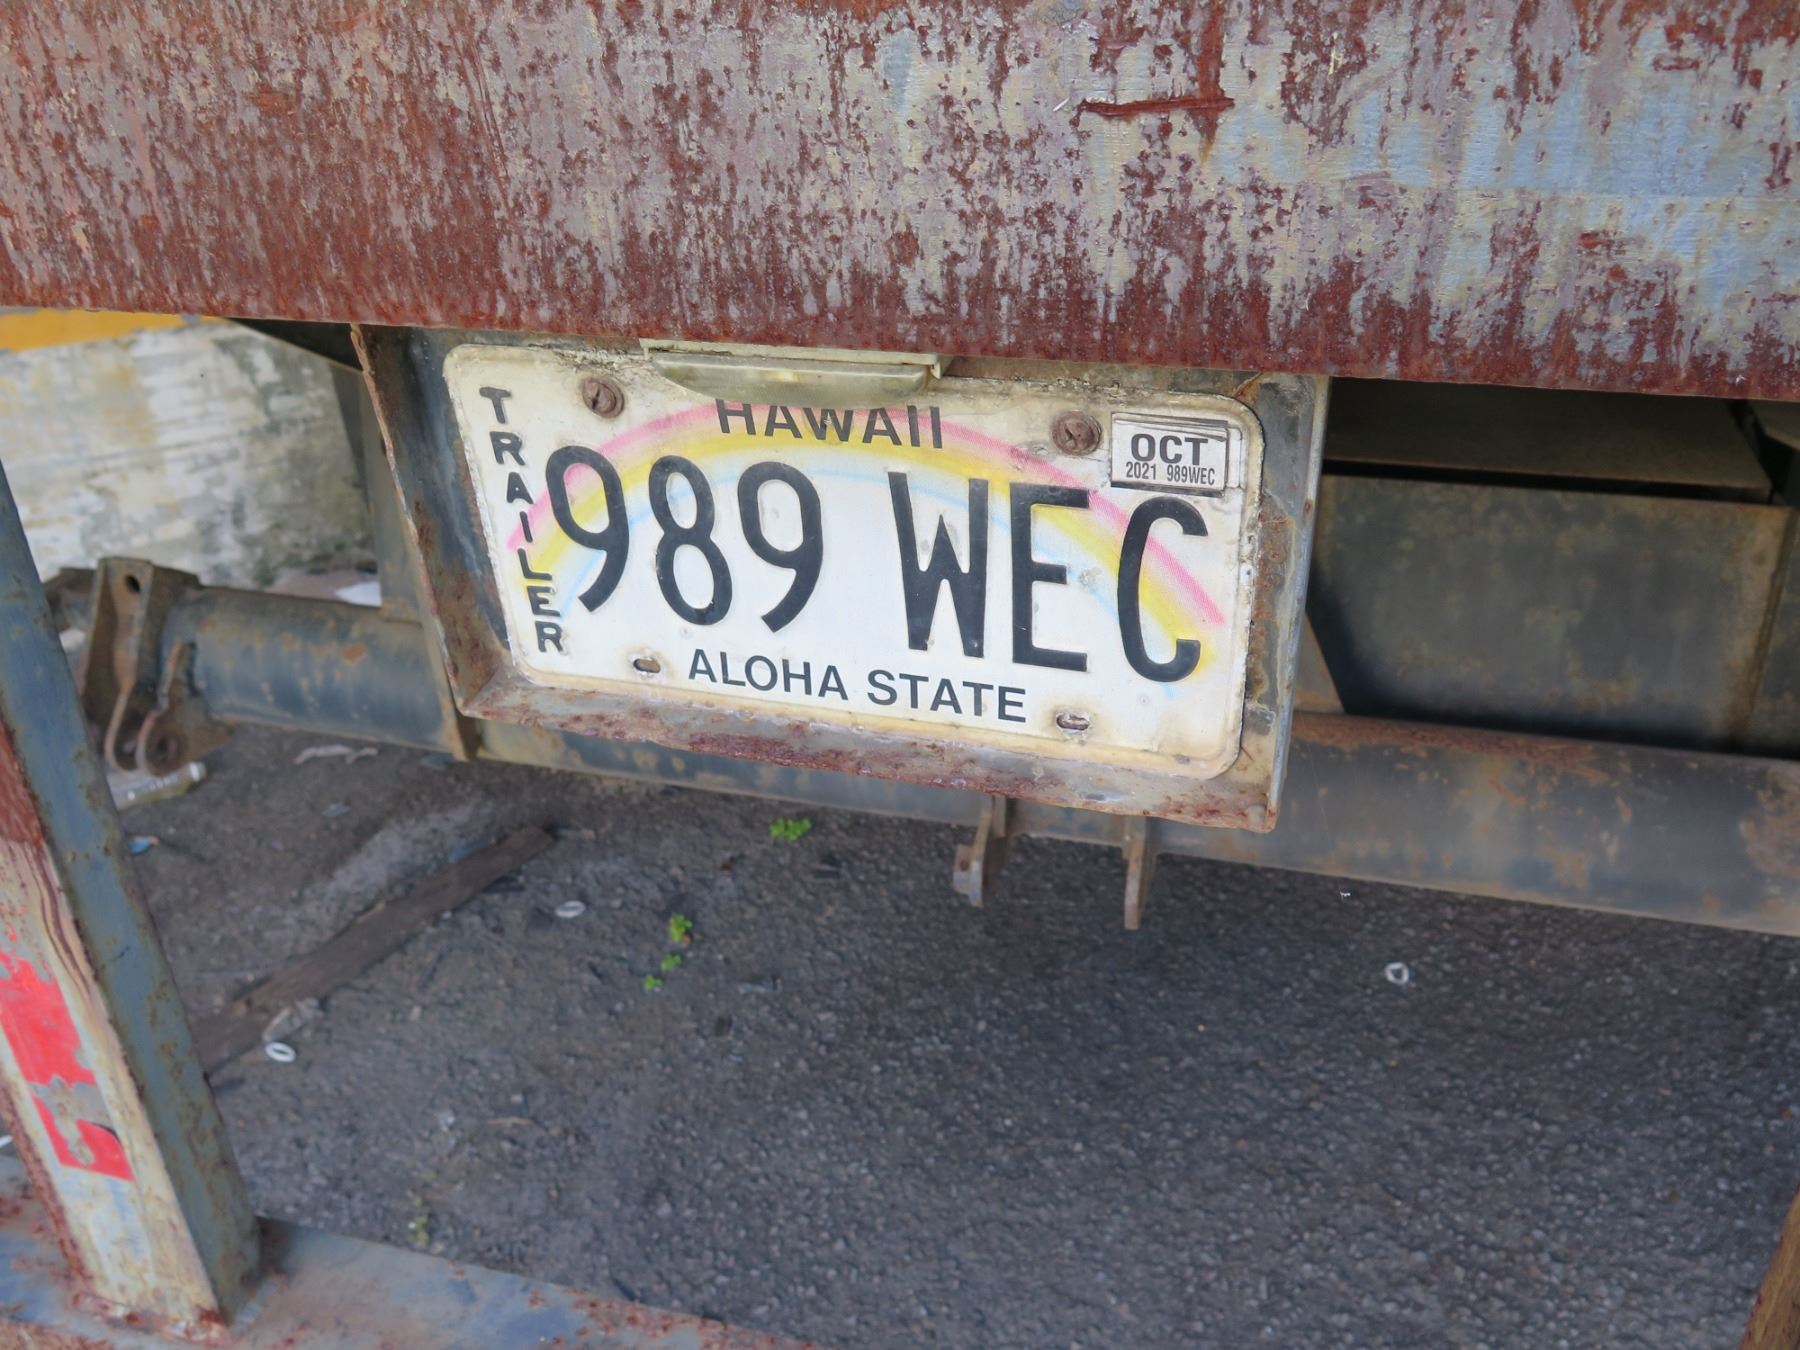 HAWAII
TRAILER
OCT
2021 989WEC
989 WEC
ALOHA STATE